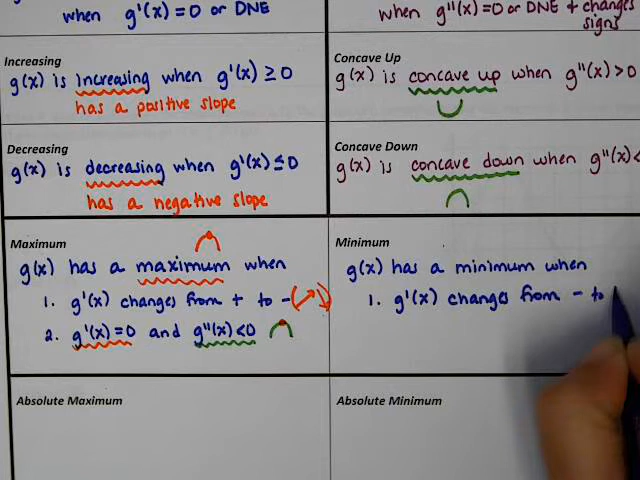 when g'(x) = 0 or DNE
when g"(x) = 0 or DNE + changes
signs
Increasing
g(x) is increasing when g'(x) ≥ 0
has a positive slope
Concave Up
g(x) is concave up when g"(x) > 0
Decreasing
g(x) is decreasing when g'(x) ≤ 0
has a negative slope
Concave Down
g(x) is concave down when g"(x) <
Maximum
g(x) has a maximum when
1. g'(x) changes from + to -
2. g'(x) = 0 and g"(x) < 0
Minimum
g(x) has a minimum when
1. g'(x) changes from - to
Absolute Maximum
Absolute Minimum